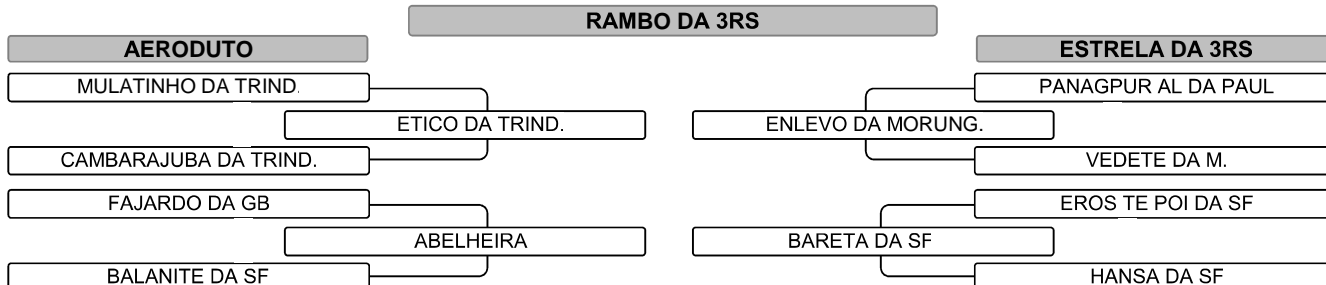 RAMBO DA 3RS
AERODUTO
ESTRELA DA 3RS
MULATINHO DA TRIND.
PANAGPUR AL DA PAUL
ETICO DA TRIND.
ENLEVO DA MORUNG.
CAMBARAJUBA DA TRIND.
VEDETE DA M.
FAJARDO DA GB
EROS TE POI DA SF
ABELHEIRA
BARETA DA SF
BALANITE DA SF
HANSA DA SF